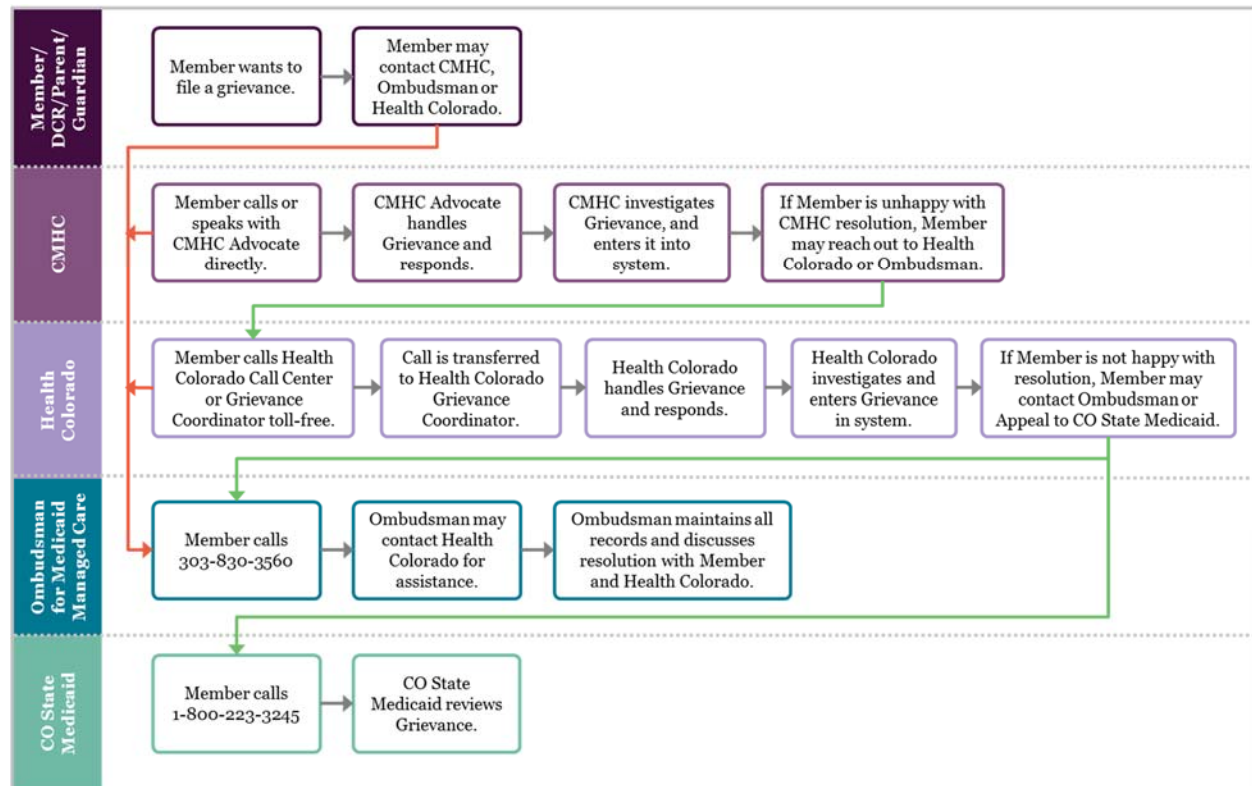 Member/
DCR/Parent/
Guardian
Member wants to
file a grievance.
Member may
contact CMHC,
Ombudsman or
Health Colorado.
CMHC
Member calls or
speaks with
CMHC Advocate
directly.
CMHC Advocate
handles
Grievance and
responds.
CMHC investigates
Grievance, and
enters it into
system.
If Member is unhappy with
CMHC resolution, Member
may reach out to Health
Colorado or Ombudsman.
Health
Colorado
Member calls Health
Colorado Call Center
or Grievance
Coordinator toll-free.
Call is transferred
to Health Colorado
Grievance
Coordinator.
Health Colorado
handles Grievance
and responds.
Health Colorado
investigates and
enters Grievance
in system.
If Member is not happy with
resolution, Member may
contact Ombudsman or
Appeal to CO State Medicaid.
Ombudsman
for Medicaid
Managed Care
Member calls
303-830-3560
Ombudsman may
contact Health
Colorado for
assistance.
Ombudsman maintains all
records and discusses
resolution with Member
and Health Colorado.
CO State
Medicaid
Member calls
1-800-223-3245
CO State
Medicaid reviews
Grievance.